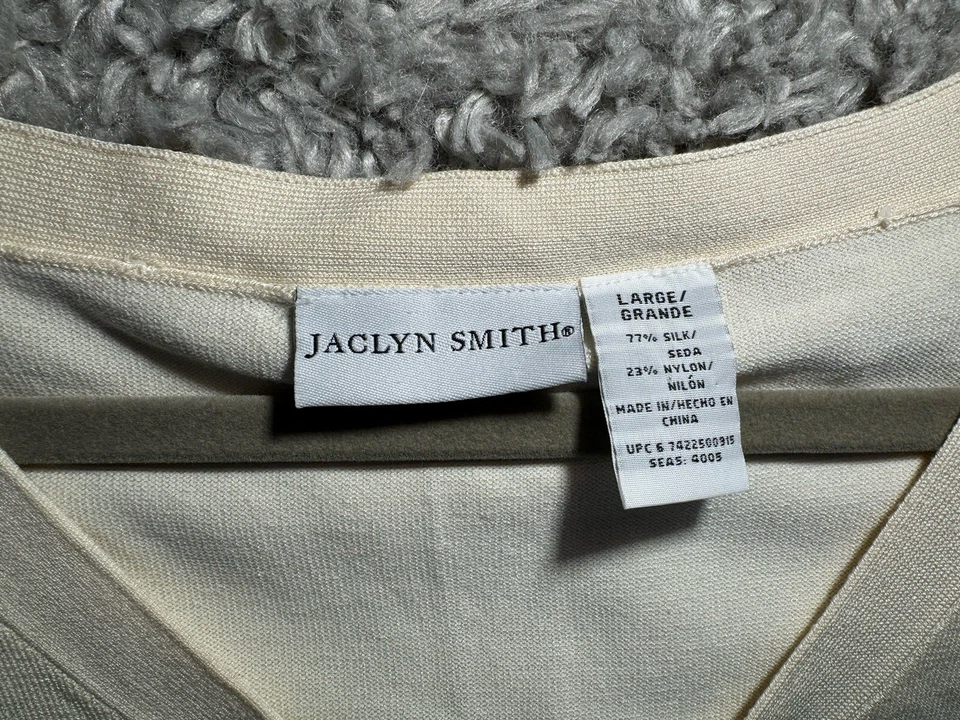 JACLYN SMITH®
LARGE/
GRANDE
77% SILK/
SEDA
23% NYLON/
NILÓN
MADE IN/HECHO EN
CHINA
UPC 6 7422500915
SEAS: 4005